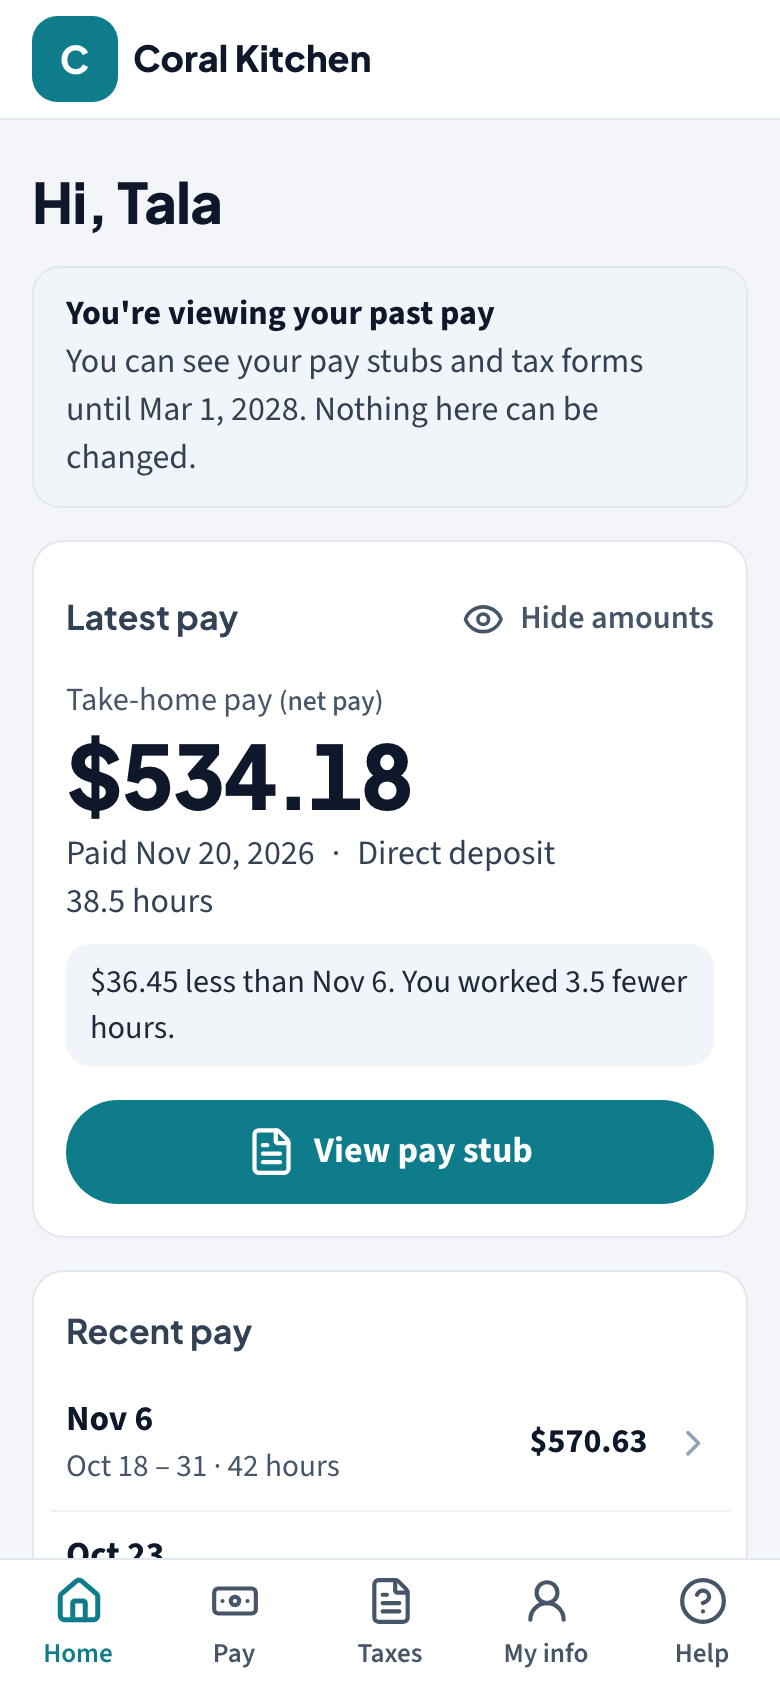 C
Coral Kitchen
Hi, Tala
You're viewing your past pay
You can see your pay stubs and tax forms
until Mar 1, 2028. Nothing here can be
changed.
Latest pay
Hide amounts
Take-home pay (net pay)
$534.18
Paid Nov 20, 2026 · Direct deposit
38.5 hours
$36.45 less than Nov 6. You worked 3.5 fewer
hours.
View pay stub
Recent pay
Nov 6
$570.63
Oct 18 – 31 · 42 hours
Oct 23
Home
Pay
Taxes
My info
Help